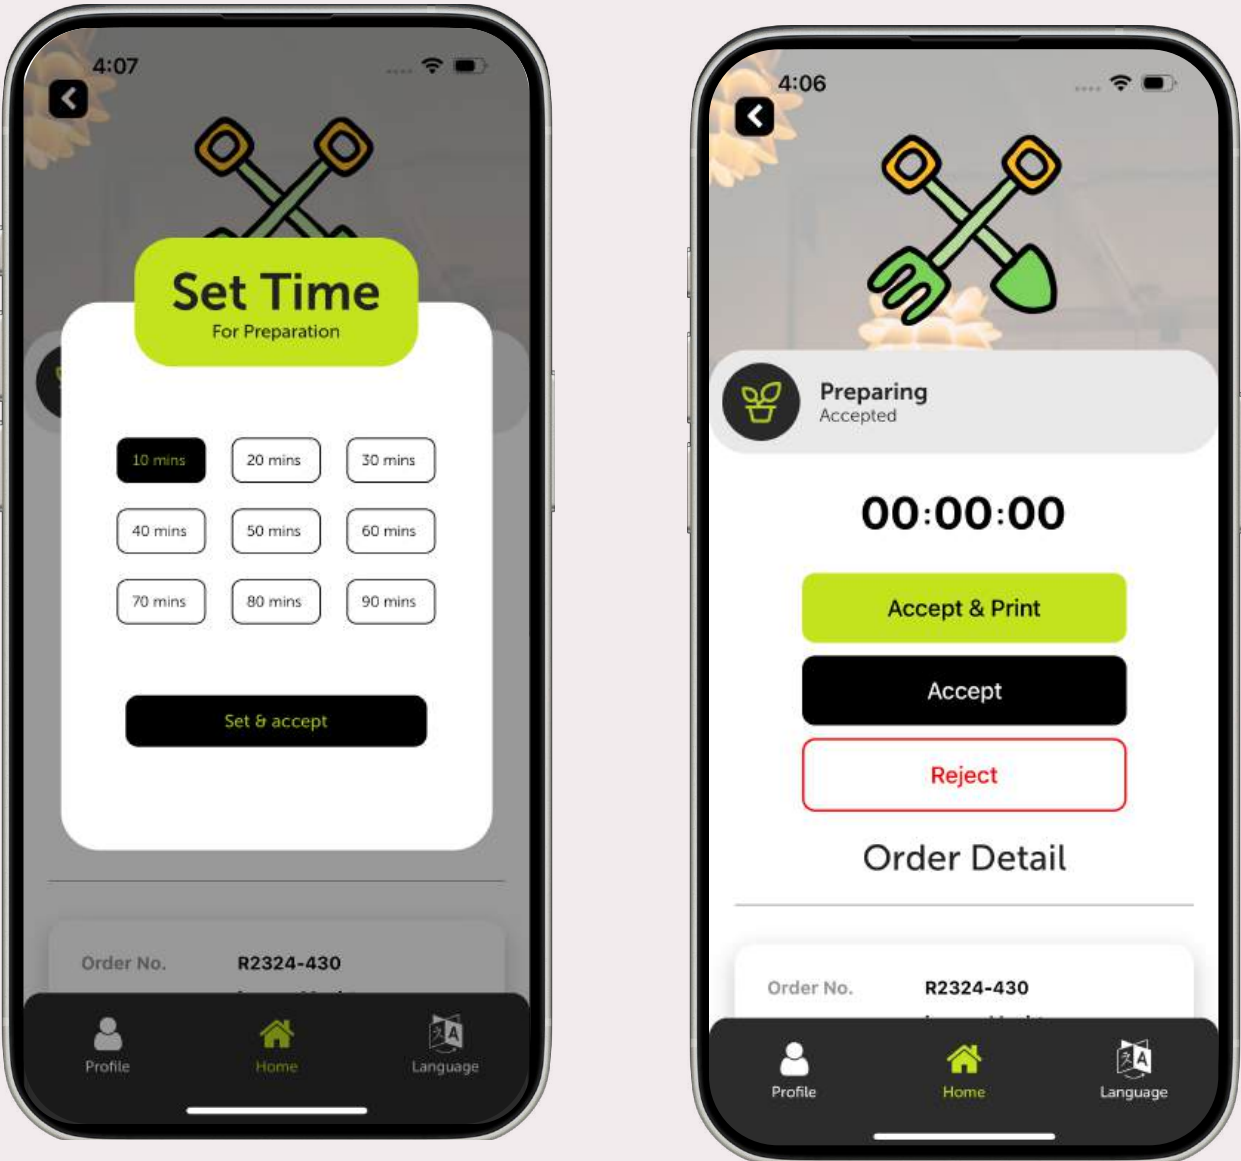 4:07
Set Time
For Preparation
10 mins
20 mins
30 mins
40 mins
50 mins
60 mins
70 mins
80 mins
90 mins
Set & accept
Order No.
R2324-430
Profile
Home
Language
4:06
Preparing
Accepted
00:00:00
Accept & Print
Accept
Reject
Order Detail
Order No.
R2324-430
Profile
Home
Language